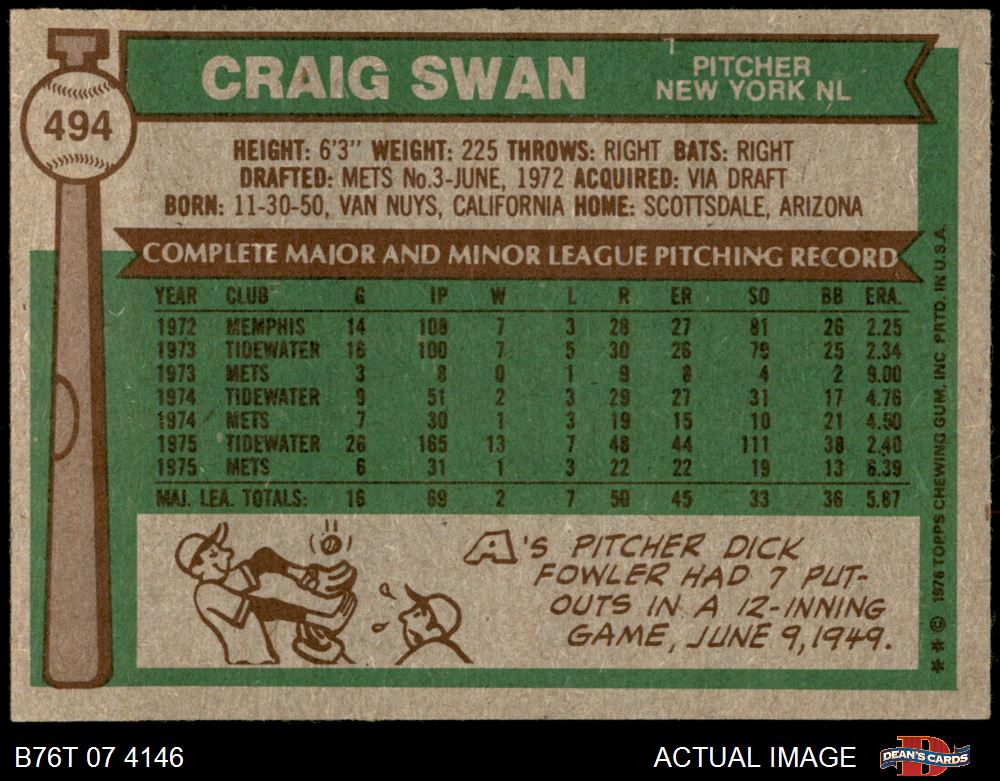 494
CRAIG SWAN
PITCHER
NEW YORK NL
HEIGHT: 6'3" WEIGHT: 225 THROWS: RIGHT BATS: RIGHT
DRAFTED: METS No.3-JUNE, 1972 ACQUIRED: VIA DRAFT
BORN: 11-30-50, VAN NUYS, CALIFORNIA HOME: SCOTTSDALE, ARIZONA
COMPLETE MAJOR AND MINOR LEAGUE PITCHING RECORD
YEAR CLUB G IP W L R ER SO BB ERA.
1972 MEMPHIS 14 108 7 3 28 27 81 26 2.25
1973 TIDEWATER 16 100 7 5 30 26 79 25 2.34
1973 METS 3 8 0 1 9 8 4 2 9.00
1974 TIDEWATER 9 51 2 3 29 27 31 17 4.76
1974 METS 7 30 1 3 19 15 10 21 4.50
1975 TIDEWATER 26 165 13 7 48 44 111 38 2.40
1975 METS 6 31 1 3 22 22 19 13 6.39
MAJ. LEA. TOTALS: 16 69 2 7 50 45 33 36 5.87
A'S PITCHER DICK
FOWLER HAD 7 PUT-
OUTS IN A 12-INNING
GAME, JUNE 9, 1949.
** © 1976 TOPPS CHEWING GUM, INC. PRTD. IN U.S.A.
B76T 07 4146
ACTUAL IMAGE
DEAN'S CARDS